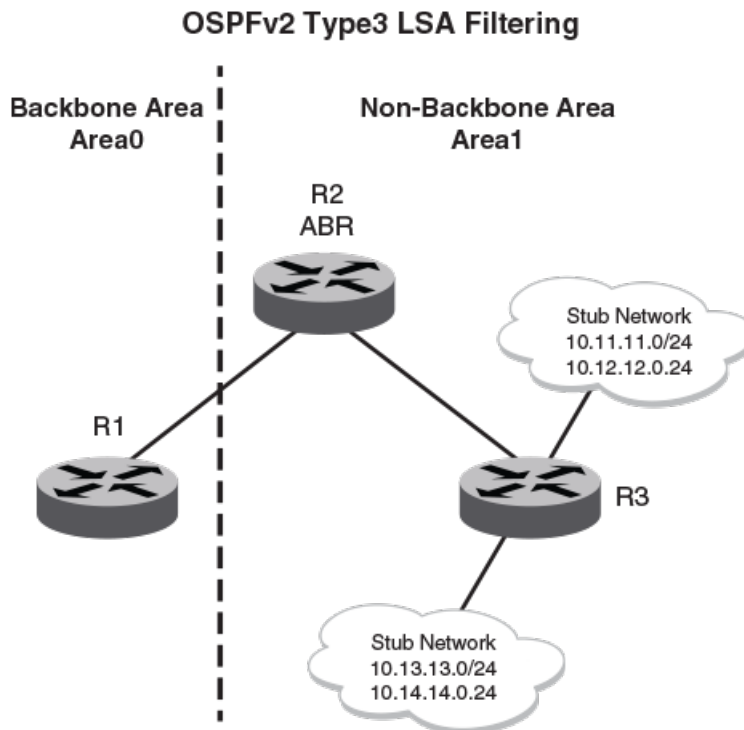 OSPFv2 Type3 LSA Filtering
Backbone Area
Area0
Non-Backbone Area
Area1
R2
ABR
Stub Network
10.11.11.0/24
10.12.12.0.24
R1
R3
Stub Network
10.13.13.0/24
10.14.14.0.24